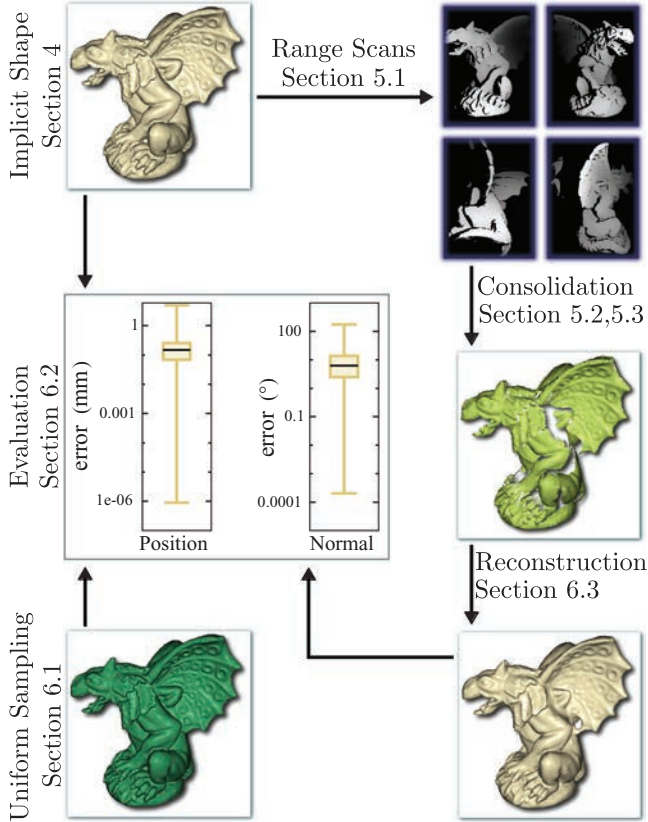 Implicit Shape
Section 4
Range Scans
Section 5.1
Consolidation
Section 5.2,5.3
Evaluation
Section 6.2
error (mm)
1
0.001
1e-06
Position
error (°)
100
0.1
0.0001
Normal
Reconstruction
Section 6.3
Uniform Sampling
Section 6.1